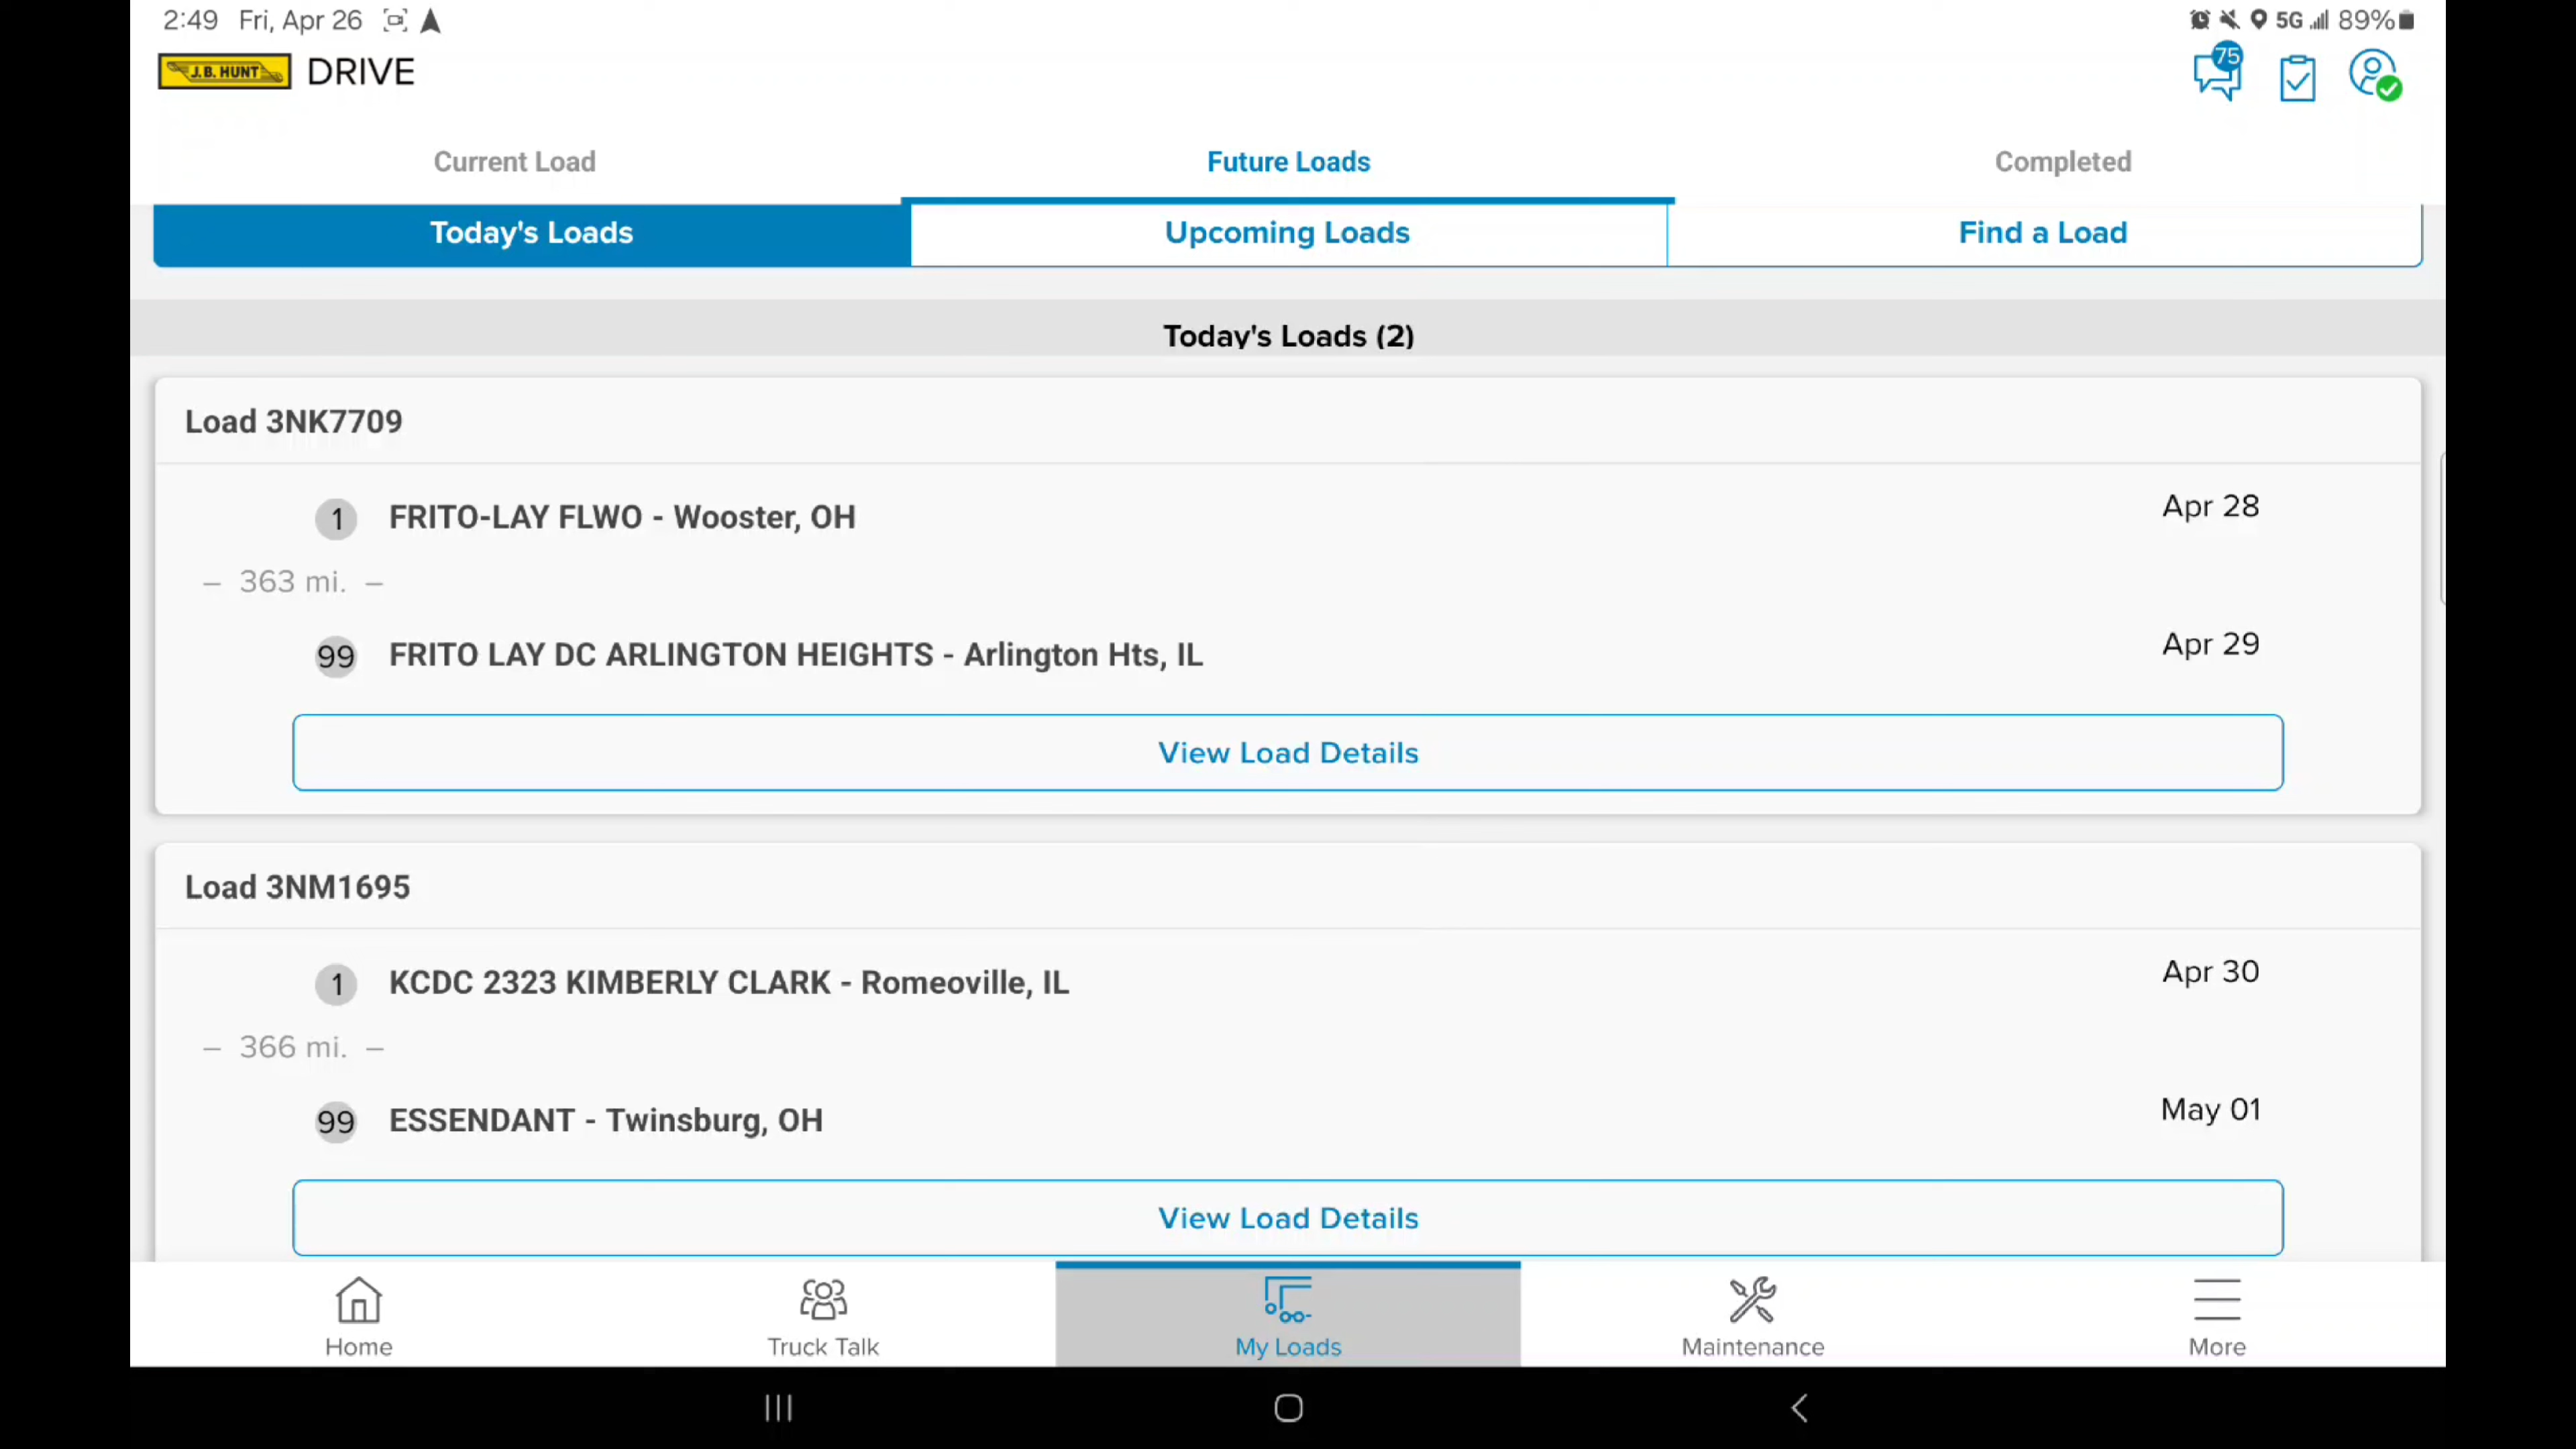 2:49 Fri, Apr 26 5G 89%
J.B. HUNT DRIVE 75
Current Load Future Loads Completed
Today's Loads Upcoming Loads Find a Load
Today's Loads (2)
Load 3NK7709
1 FRITO-LAY FLWO - Wooster, OH Apr 28
– 363 mi. –
99 FRITO LAY DC ARLINGTON HEIGHTS - Arlington Hts, IL Apr 29
View Load Details
Load 3NM1695
1 KCDC 2323 KIMBERLY CLARK - Romeoville, IL Apr 30
– 366 mi. –
99 ESSENDANT - Twinsburg, OH May 01
View Load Details
Home Truck Talk My Loads Maintenance More